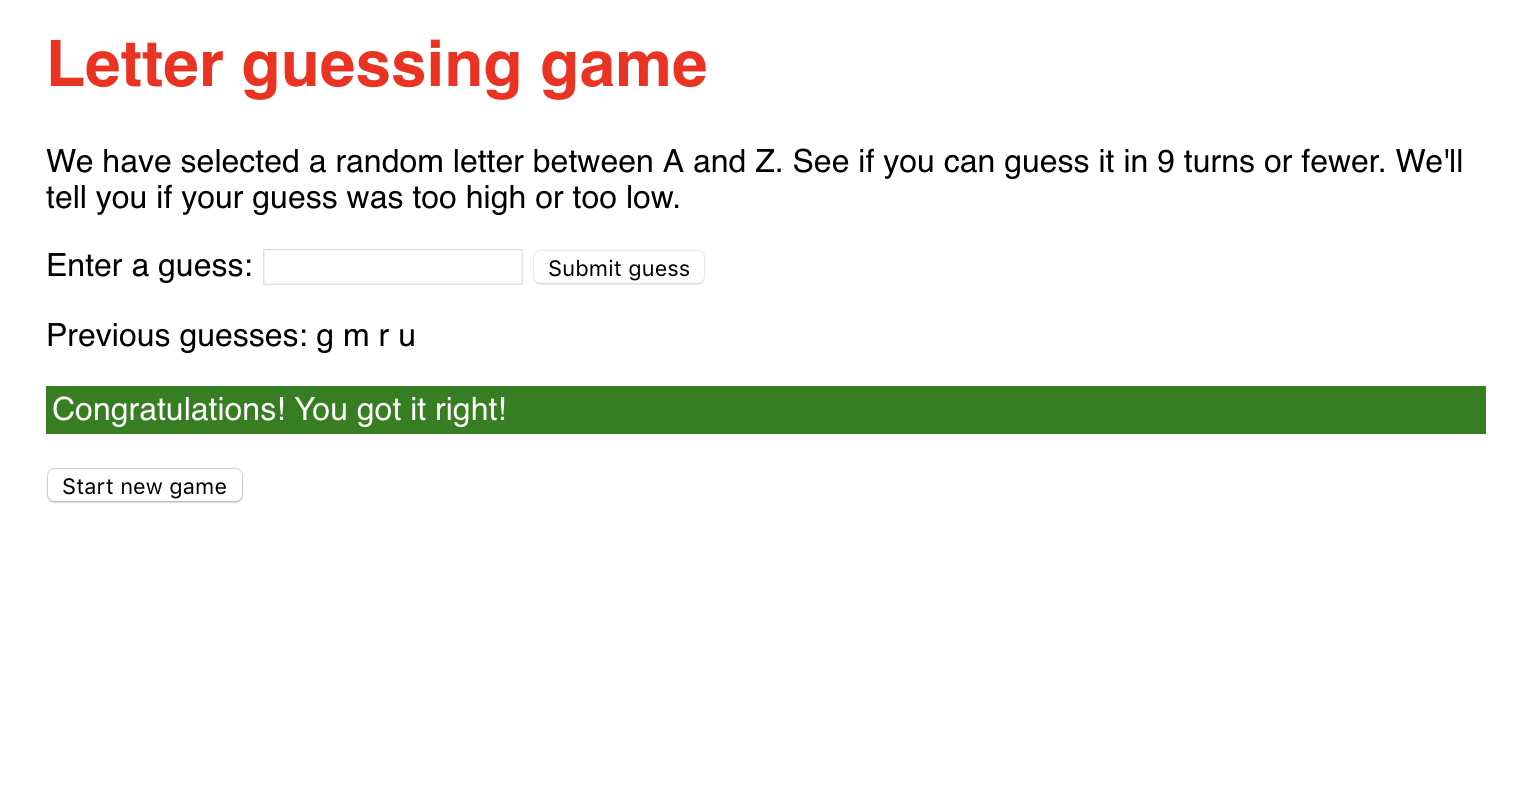 Letter guessing game
We have selected a random letter between A and Z. See if you can guess it in 9 turns or fewer. We'll
tell you if your guess was too high or too low.
Enter a guess: Submit guess
Previous guesses: g m r u
Congratulations! You got it right!
Start new game